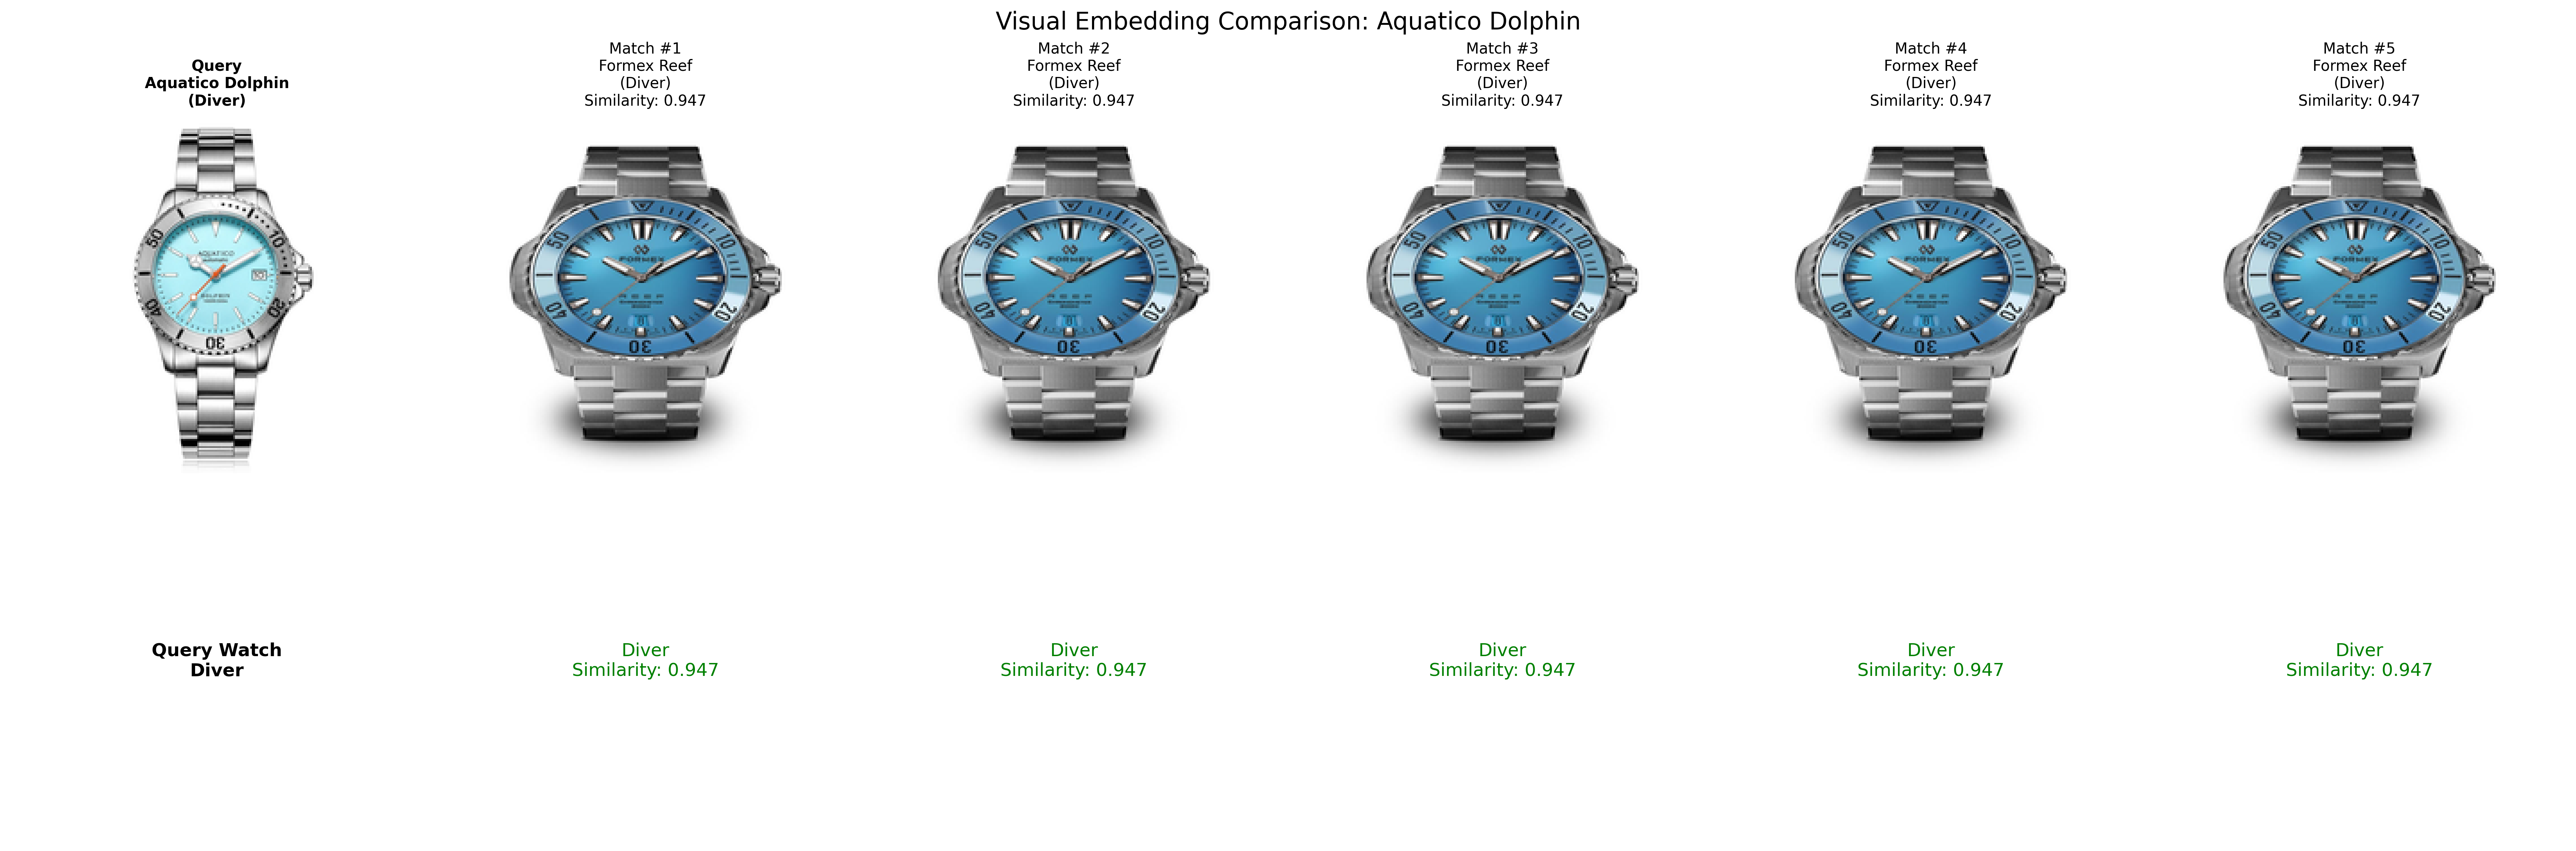 Visual Embedding Comparison: Aquatico Dolphin
Query
Aquatico Dolphin
(Diver)
Match #1
Formex Reef
(Diver)
Similarity: 0.947
Match #2
Formex Reef
(Diver)
Similarity: 0.947
Match #3
Formex Reef
(Diver)
Similarity: 0.947
Match #4
Formex Reef
(Diver)
Similarity: 0.947
Match #5
Formex Reef
(Diver)
Similarity: 0.947
10
20
30
40
50
AQUATICO
10
20
30
40
50
FORMEX
REEF
10
20
30
40
50
FORMEX
REEF
10
20
30
40
50
FORMEX
REEF
10
20
30
40
50
FORMEX
REEF
10
20
30
40
50
FORMEX
REEF
Query Watch
Diver
Diver
Similarity: 0.947
Diver
Similarity: 0.947
Diver
Similarity: 0.947
Diver
Similarity: 0.947
Diver
Similarity: 0.947